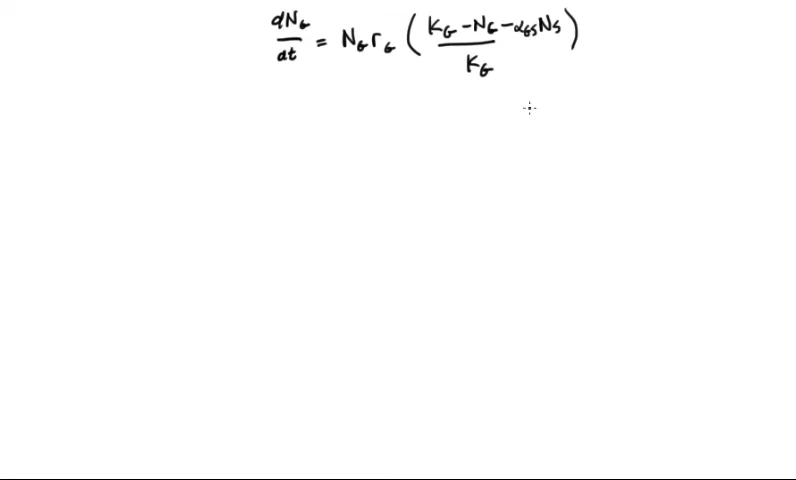 dN_G/dt = N_G r_G ( (K_G - N_G - α_GS N_S) / K_G )